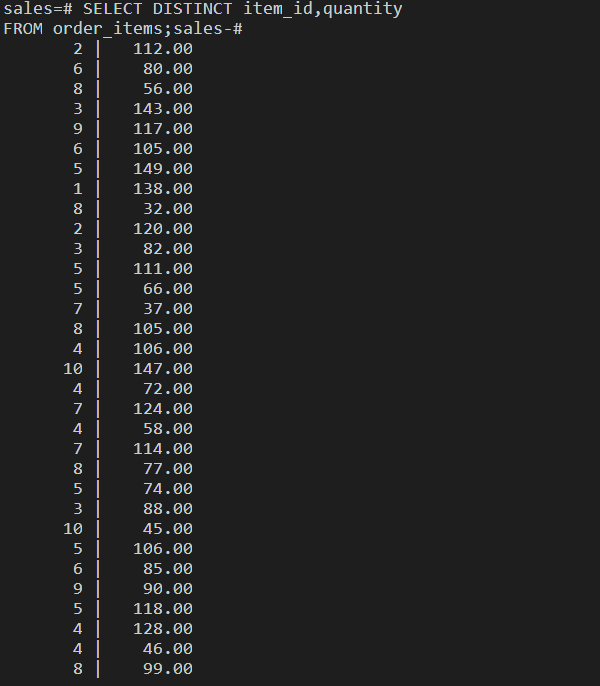 sales=# SELECT DISTINCT item_id,quantity
FROM order_items;sales-#
2 | 112.00
6 | 80.00
8 | 56.00
3 | 143.00
9 | 117.00
6 | 105.00
5 | 149.00
1 | 138.00
8 | 32.00
2 | 120.00
3 | 82.00
5 | 111.00
5 | 66.00
7 | 37.00
8 | 105.00
4 | 106.00
10 | 147.00
4 | 72.00
7 | 124.00
4 | 58.00
7 | 114.00
8 | 77.00
5 | 74.00
3 | 88.00
10 | 45.00
5 | 106.00
6 | 85.00
9 | 90.00
5 | 118.00
4 | 128.00
4 | 46.00
8 | 99.00